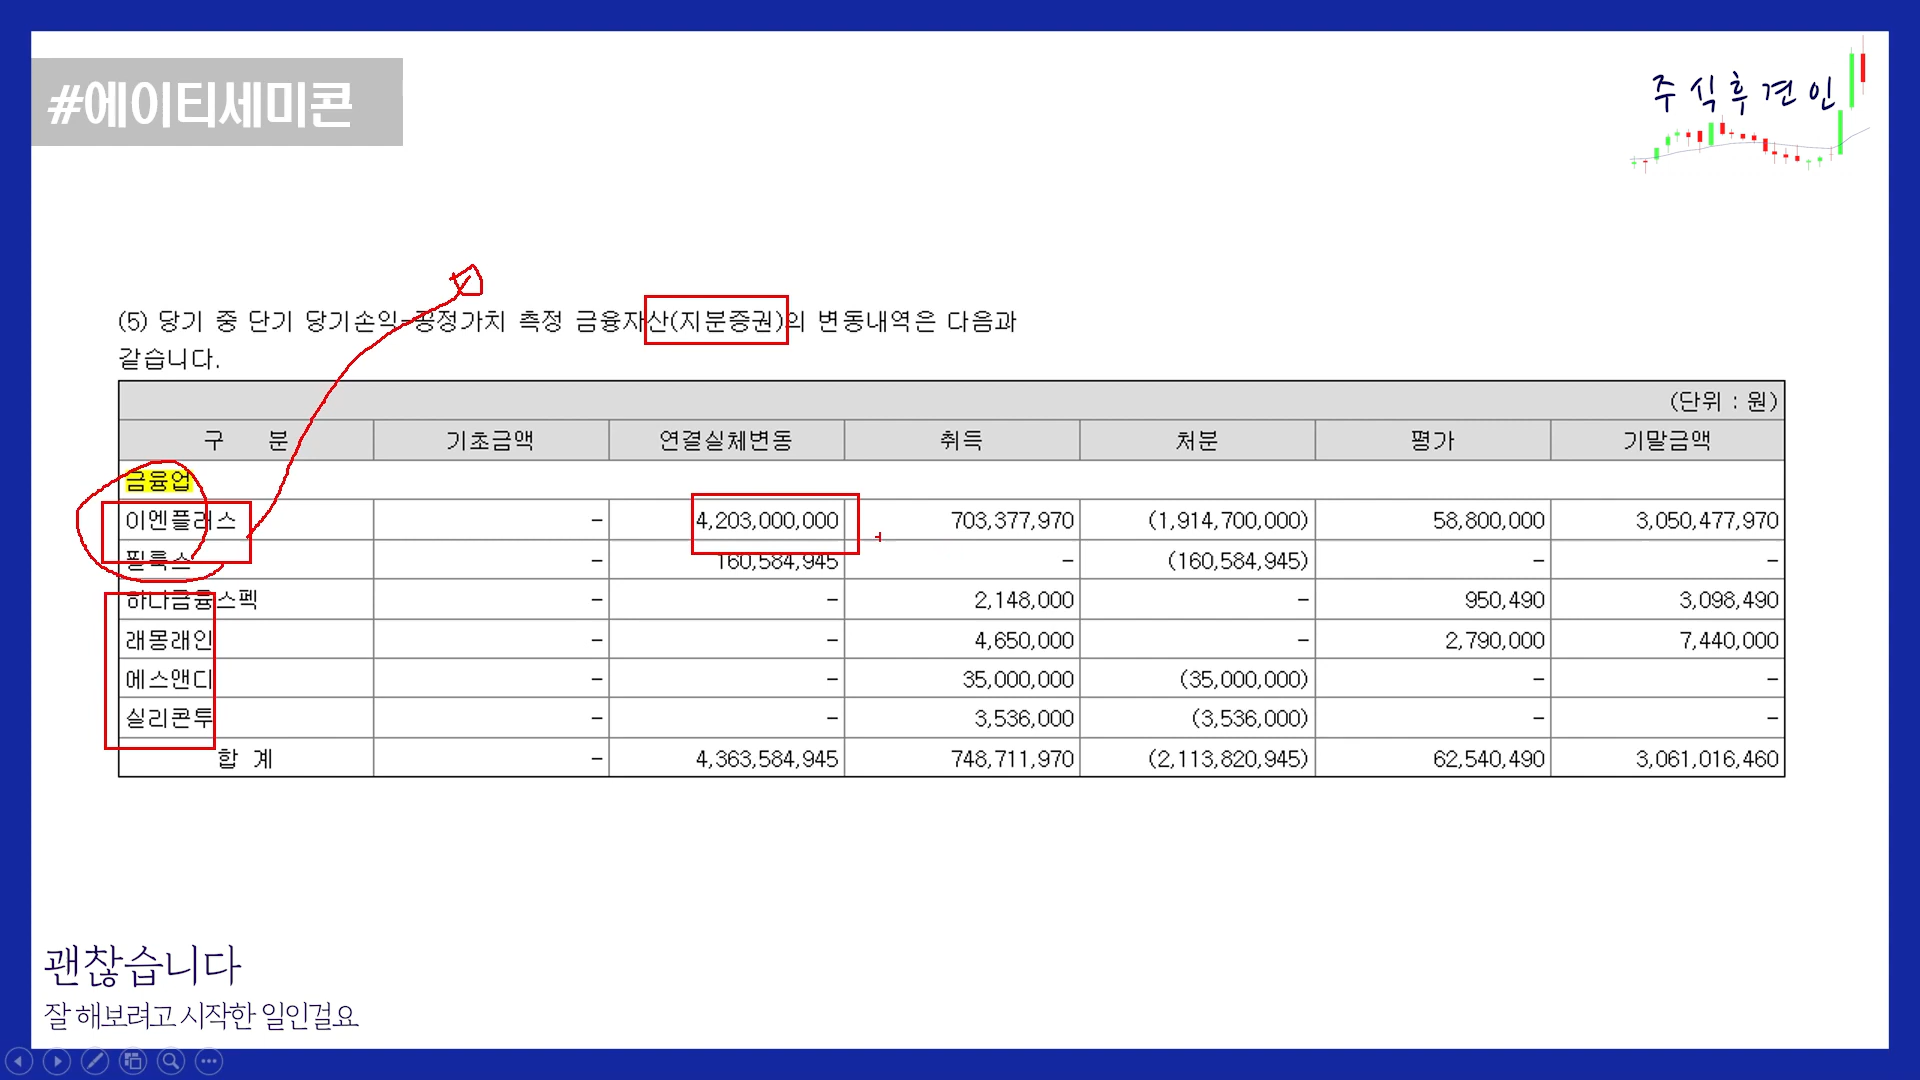 #에이티세미콘
주식후견인
(5) 당기 중 단기 당기손익-공정가치 측정 금융자산(지분증권)의 변동내역은 다음과
같습니다.
(단위 : 원)
구 분 기초금액 연결실체변동 취득 처분 평가 기말금액
금융업
이엔플러스 - 4,203,000,000 703,377,970 (1,914,700,000) 58,800,000 3,050,477,970
필룩스 - 160,584,945 - (160,584,945) - -
하나금융스펙 - - 2,148,000 - 950,490 3,098,490
래몽래인 - - 4,650,000 - 2,790,000 7,440,000
에스앤디 - - 35,000,000 (35,000,000) - -
실리콘투 - - 3,536,000 (3,536,000) - -
합 계 - 4,363,584,945 748,711,970 (2,113,820,945) 62,540,490 3,061,016,460
괜찮습니다
잘 해보려고 시작한 일인걸요